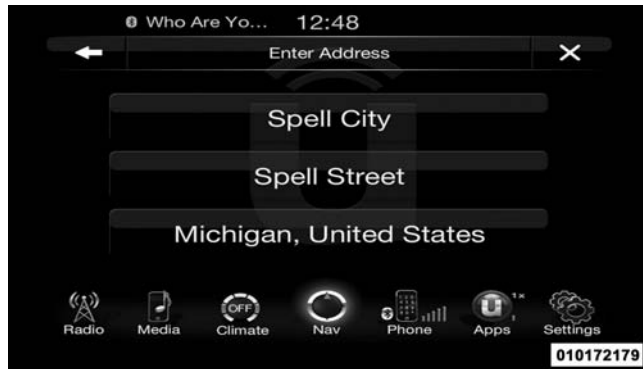 Who Are Yo... 12:48
Enter Address
Spell City
Spell Street
Michigan, United States
OFF 1x
Radio Media Climate Nav Phone Apps Settings
010172179